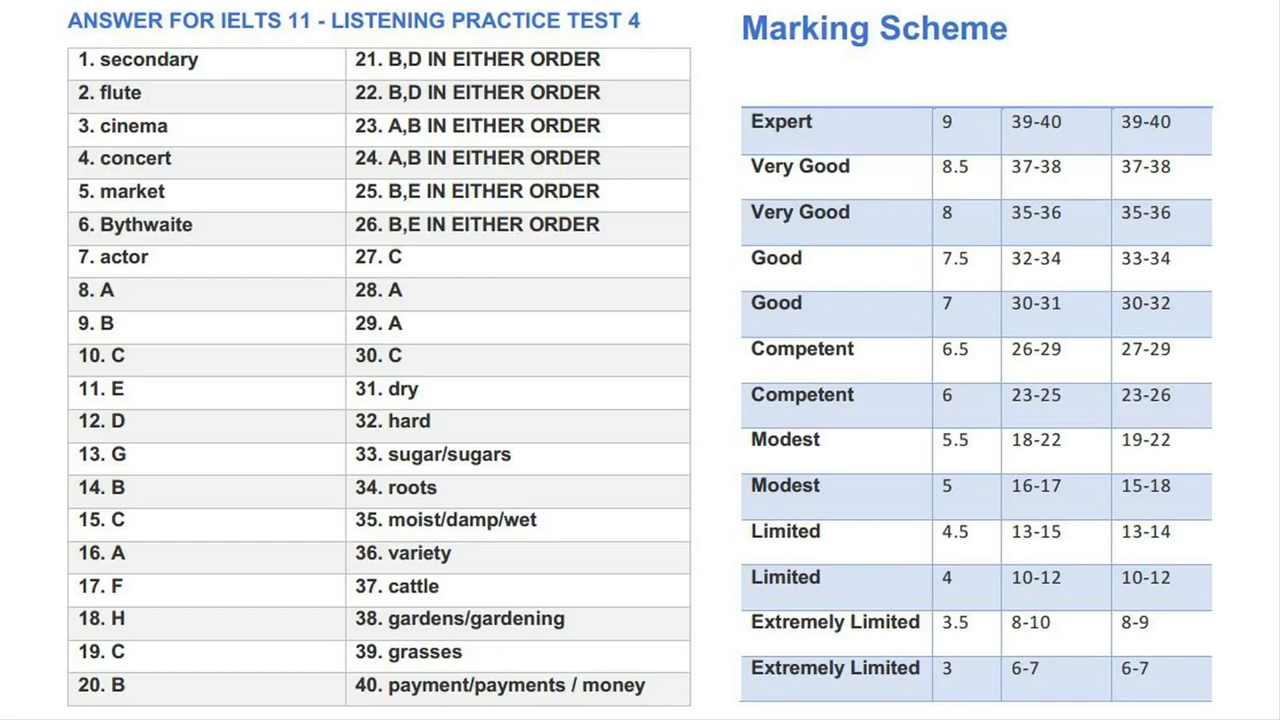 ANSWER FOR IELTS 11 - LISTENING PRACTICE TEST 4
1. secondary 21. B,D IN EITHER ORDER
2. flute 22. B,D IN EITHER ORDER
3. cinema 23. A,B IN EITHER ORDER
4. concert 24. A,B IN EITHER ORDER
5. market 25. B,E IN EITHER ORDER
6. Bythwaite 26. B,E IN EITHER ORDER
7. actor 27. C
8. A 28. A
9. B 29. A
10. C 30. C
11. E 31. dry
12. D 32. hard
13. G 33. sugar/sugars
14. B 34. roots
15. C 35. moist/damp/wet
16. A 36. variety
17. F 37. cattle
18. H 38. gardens/gardening
19. C 39. grasses
20. B 40. payment/payments / money
Marking Scheme
Expert 9 39-40 39-40
Very Good 8.5 37-38 37-38
Very Good 8 35-36 35-36
Good 7.5 32-34 33-34
Good 7 30-31 30-32
Competent 6.5 26-29 27-29
Competent 6 23-25 23-26
Modest 5.5 18-22 19-22
Modest 5 16-17 15-18
Limited 4.5 13-15 13-14
Limited 4 10-12 10-12
Extremely Limited 3.5 8-10 8-9
Extremely Limited 3 6-7 6-7